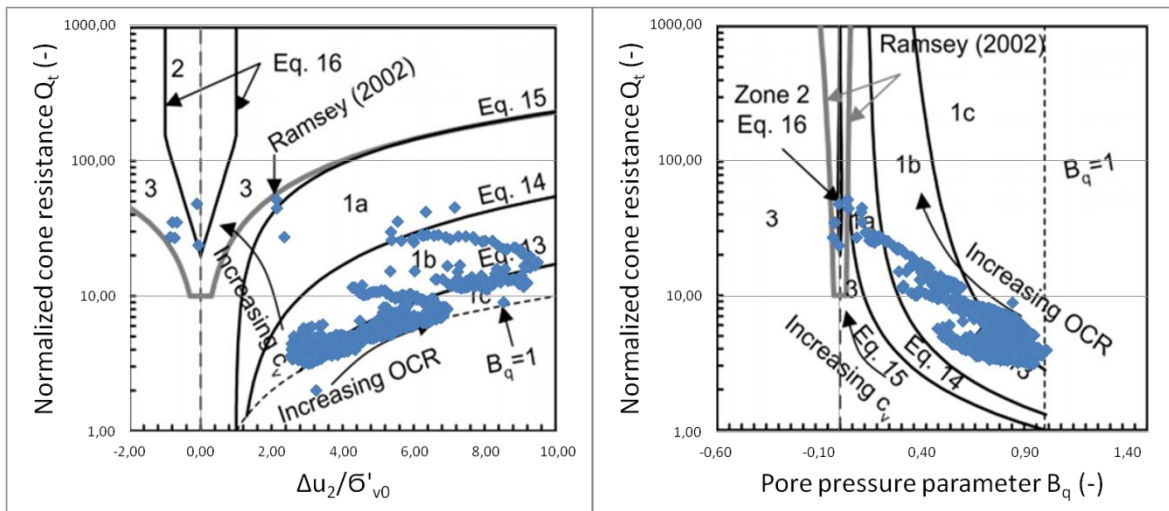 Normalized cone resistance Qₜ (-)
1000,00
100,00
10,00
1,00
-2,00
0,00
2,00
4,00
6,00
8,00
10,00
Δu₂/Ϭ'ᵥ₀
2
Eq. 16
Ramsey (2002)
Eq. 15
3
3
1a
Eq. 14
Eq. 13
1b
1c
Increasing cᵥ
Increasing OCR
B_q=1
Normalized cone resistance Qₜ (-)
1000,00
100,00
10,00
1,00
-0,60
-0,10
0,40
0,90
1,40
Pore pressure parameter B_q (-)
Ramsey (2002)
Zone 2
Eq. 16
1c
1b
B_q=1
3
1a
3
Increasing OCR
Increasing cᵥ
Eq. 15
Eq. 14